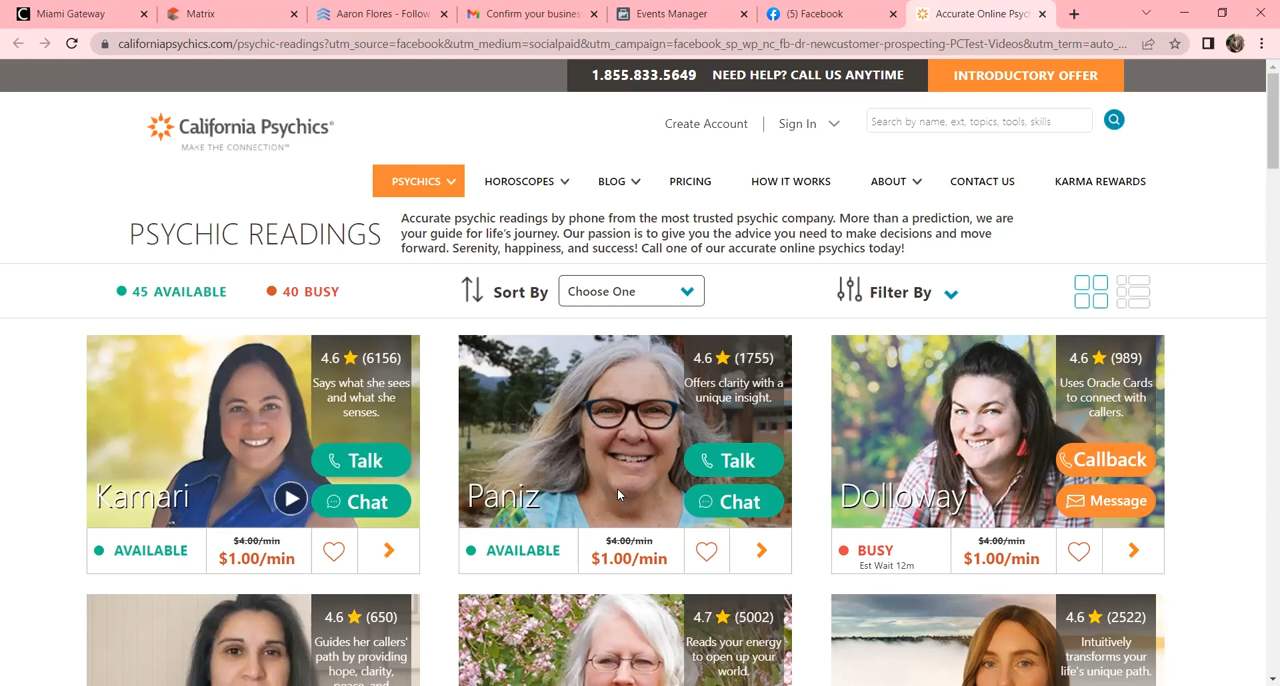 Miami Gateway
Matrix
Aaron Flores - Follow
Confirm your busines
Events Manager
(5) Facebook
Accurate Online Psyc
californiapsychics.com/psychic-readings?utm_source=facebook&utm_medium=socialpaid&utm_campaign=facebook_sp_wp_nc_fb-dr-newcustomer-prospecting-PCTest-Videos&utm_term=auto_...
1.855.833.5649 NEED HELP? CALL US ANYTIME
INTRODUCTORY OFFER
California Psychics
MAKE THE CONNECTION™
Create Account
Sign In
Search by name, ext, topics, tools, skills
PSYCHICS
HOROSCOPES
BLOG
PRICING
HOW IT WORKS
ABOUT
CONTACT US
KARMA REWARDS
PSYCHIC READINGS
Accurate psychic readings by phone from the most trusted psychic company. More than a prediction, we are
your guide for life's journey. Our passion is to give you the advice you need to make decisions and move
forward. Serenity, happiness, and success! Call one of our accurate online psychics today!
45 AVAILABLE
40 BUSY
Sort By
Choose One
Filter By
4.6 (6156)
Says what she sees
and what she
senses.
Talk
Chat
Kamari
AVAILABLE
$4.00/min
$1.00/min
4.6 (1755)
Offers clarity with a
unique insight.
Talk
Chat
Paniz
AVAILABLE
$4.00/min
$1.00/min
4.6 (989)
Uses Oracle Cards
to connect with
callers.
Callback
Message
Dolloway
BUSY
Est Wait 12m
$4.00/min
$1.00/min
4.6 (650)
Guides her callers'
path by providing
hope, clarity,
peace, and
4.7 (5002)
Reads your energy
to open up your
world.
4.6 (2522)
Intuitively
transforms your
life's unique path.